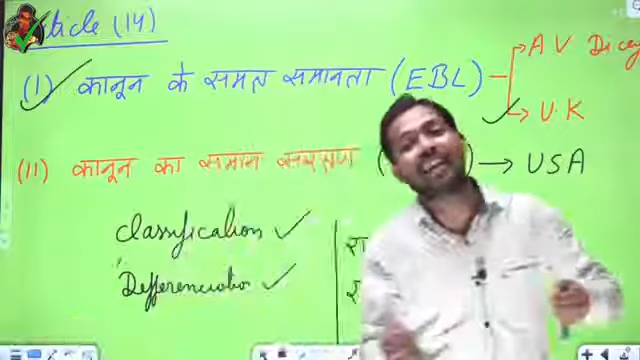 Article (14)
(I) कानून के समक्ष समानता (EBL) A V Dicey
U.K
(II) कानून का समान संरक्षण ( ) → USA
Classification ✓
Differenciation ✓